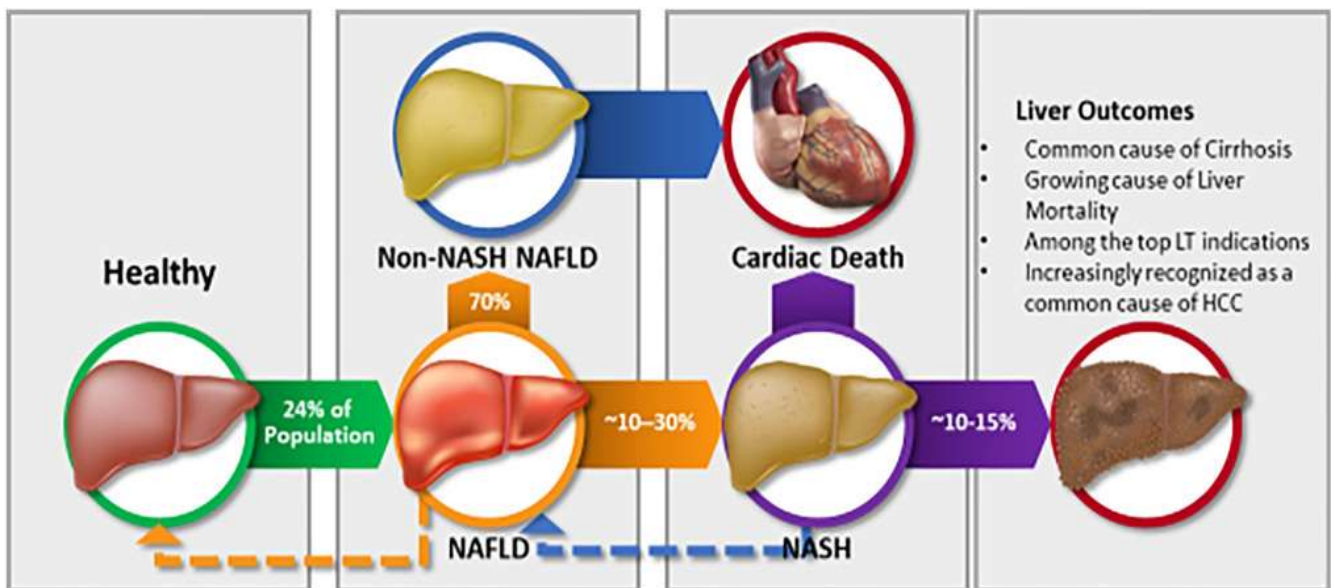 Healthy
24% of
Population
Non-NASH NAFLD
70%
NAFLD
~10–30%
Cardiac Death
NASH
~10-15%
Liver Outcomes
• Common cause of Cirrhosis
• Growing cause of Liver
Mortality
• Among the top LT indications
• Increasingly recognized as a
common cause of HCC